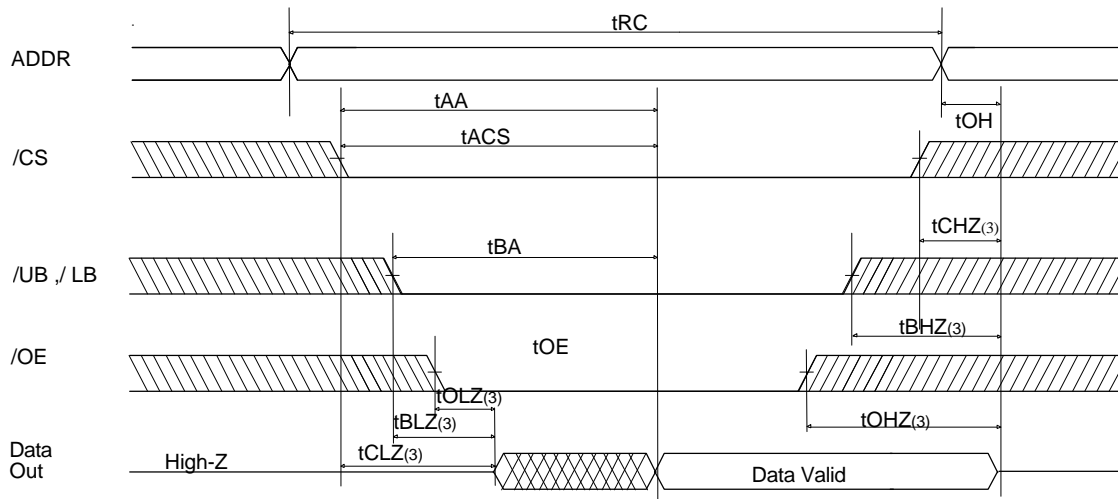 tRC
ADDR
tAA
tOH
tACS
/CS
tCHZ(3)
tBA
/UB ,/ LB
tBHZ(3)
tOE
/OE
tOLZ(3)
tBLZ(3)
tOHZ(3)
tCLZ(3)
Data
Out
High-Z
Data Valid